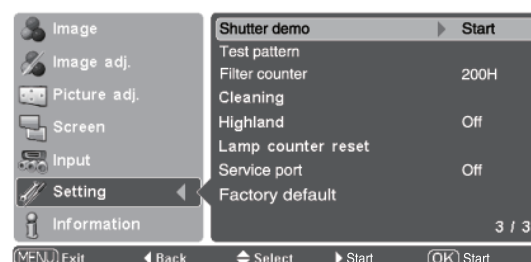 Image
Image adj.
Picture adj.
Screen
Input
Setting
Information
Shutter demo Start
Test pattern
Filter counter 200H
Cleaning
Highland Off
Lamp counter reset
Service port Off
Factory default
3 / 3
MENU Exit Back Select Start OK Start